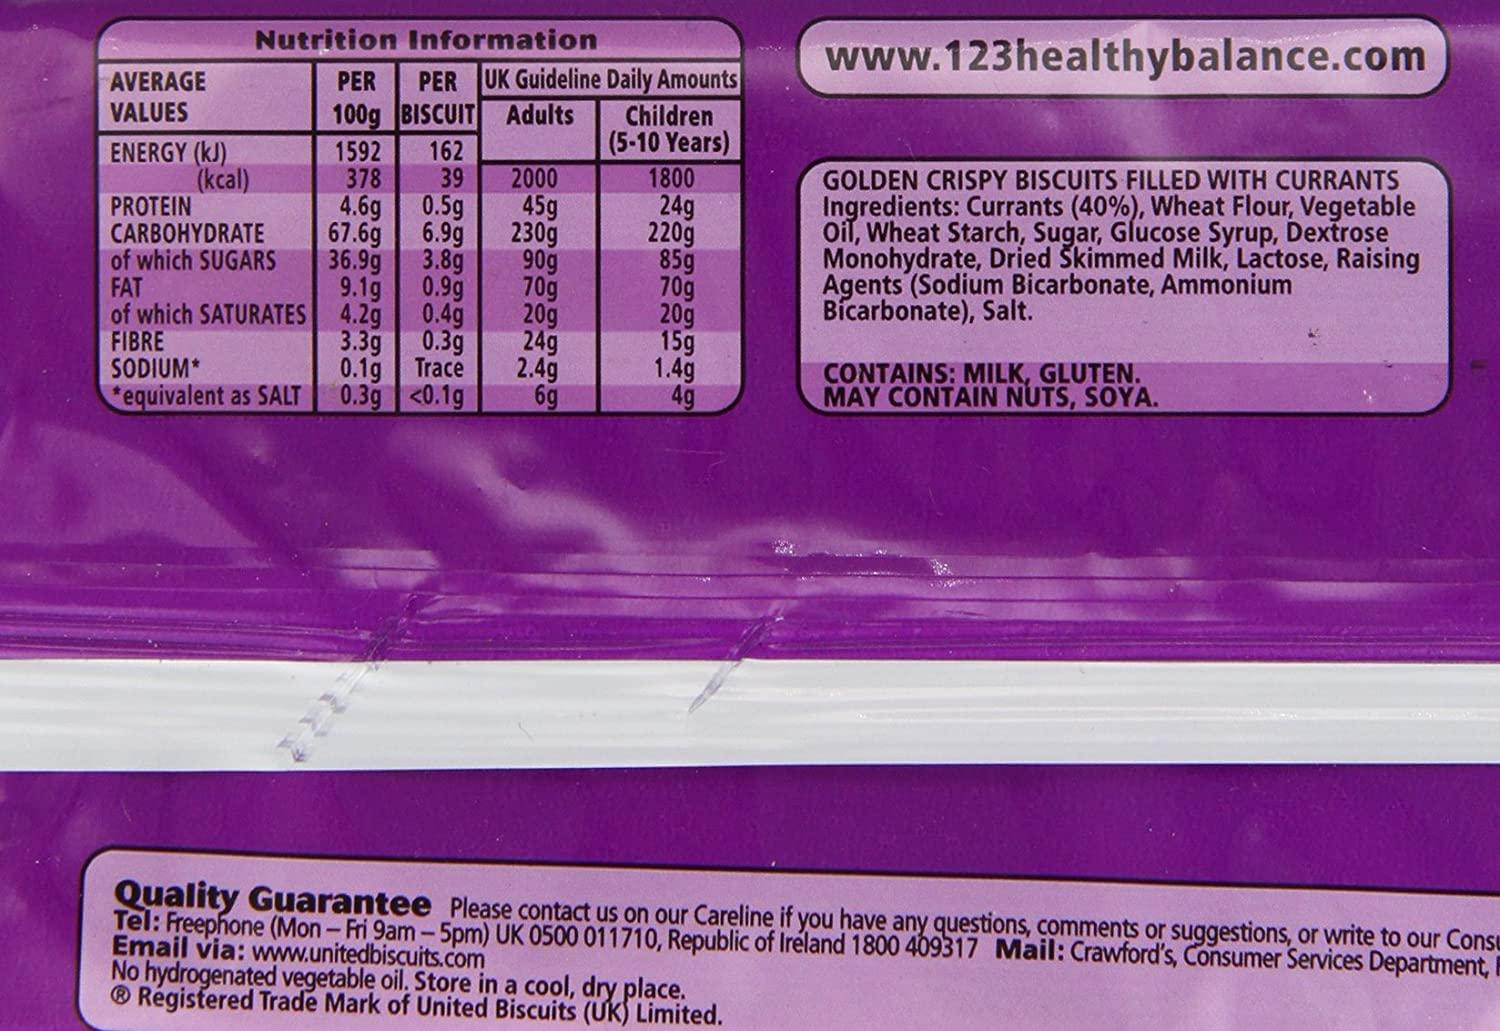 Nutrition Information
AVERAGE VALUES PER 100g PER BISCUIT UK Guideline Daily Amounts
Adults Children (5-10 Years)
ENERGY (kJ) 1592 162
(kcal) 378 39 2000 1800
PROTEIN 4.6g 0.5g 45g 24g
CARBOHYDRATE 67.6g 6.9g 230g 220g
of which SUGARS 36.9g 3.8g 90g 85g
FAT 9.1g 0.9g 70g 70g
of which SATURATES 4.2g 0.4g 20g 20g
FIBRE 3.3g 0.3g 24g 15g
SODIUM* 0.1g Trace 2.4g 1.4g
*equivalent as SALT 0.3g <0.1g 6g 4g
www.123healthybalance.com
GOLDEN CRISPY BISCUITS FILLED WITH CURRANTS
Ingredients: Currants (40%), Wheat Flour, Vegetable
Oil, Wheat Starch, Sugar, Glucose Syrup, Dextrose
Monohydrate, Dried Skimmed Milk, Lactose, Raising
Agents (Sodium Bicarbonate, Ammonium
Bicarbonate), Salt.
CONTAINS: MILK, GLUTEN.
MAY CONTAIN NUTS, SOYA.
Quality Guarantee Please contact us on our Careline if you have any questions, comments or suggestions, or write to our
Tel: Freephone (Mon – Fri 9am – 5pm) UK 0500 011710, Republic of Ireland 1800 409317 Mail: Crawford's, Consumer Services Department,
Email via: www.unitedbiscuits.com
No hydrogenated vegetable oil. Store in a cool, dry place.
® Registered Trade Mark of United Biscuits (UK) Limited.